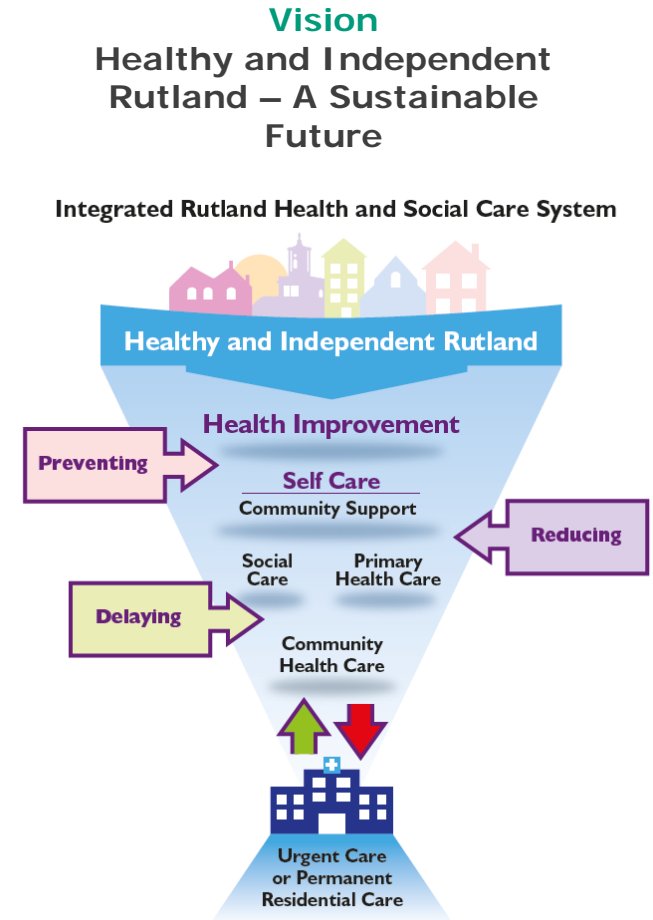 Vision
Healthy and Independent
Rutland – A Sustainable
Future
Integrated Rutland Health and Social Care System
Healthy and Independent Rutland
Health Improvement
Preventing
Self Care
Community Support
Reducing
Social
Care
Primary
Health Care
Delaying
Community
Health Care
Urgent Care
or Permanent
Residential Care